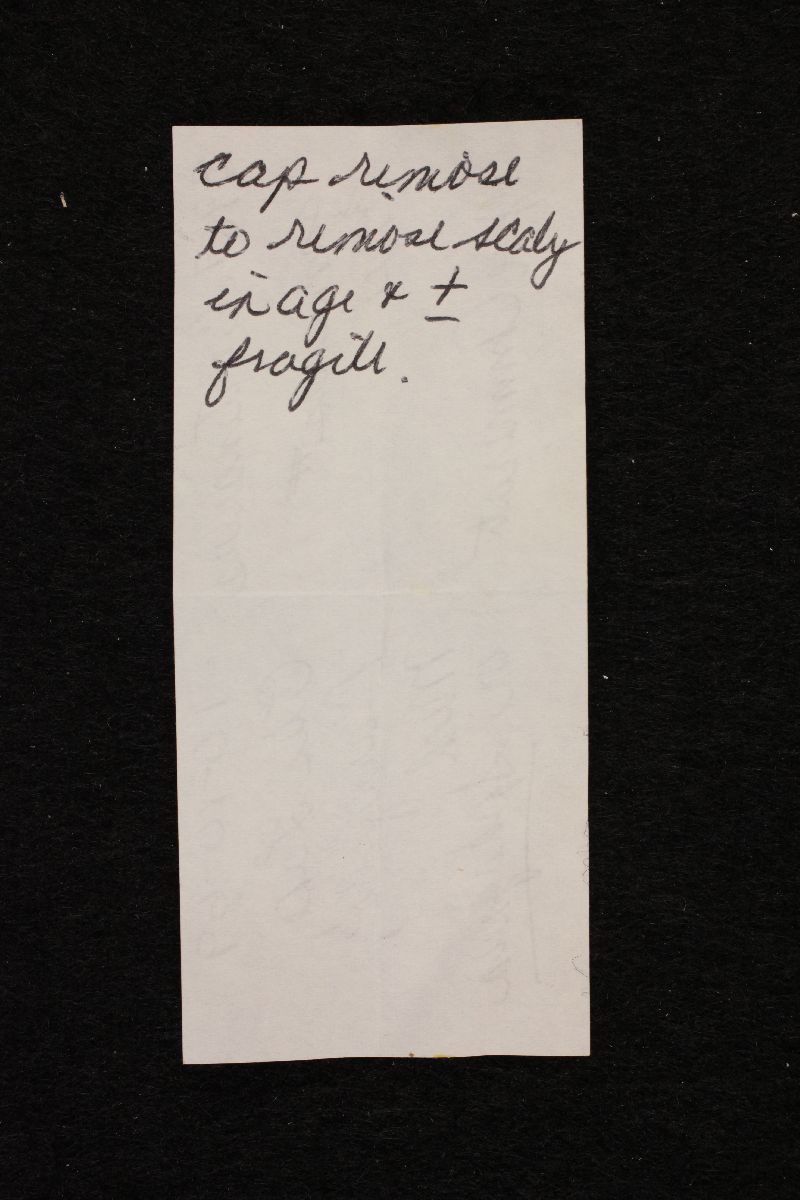 cap rimose
to rimose scaly
in age & ±
fragile.